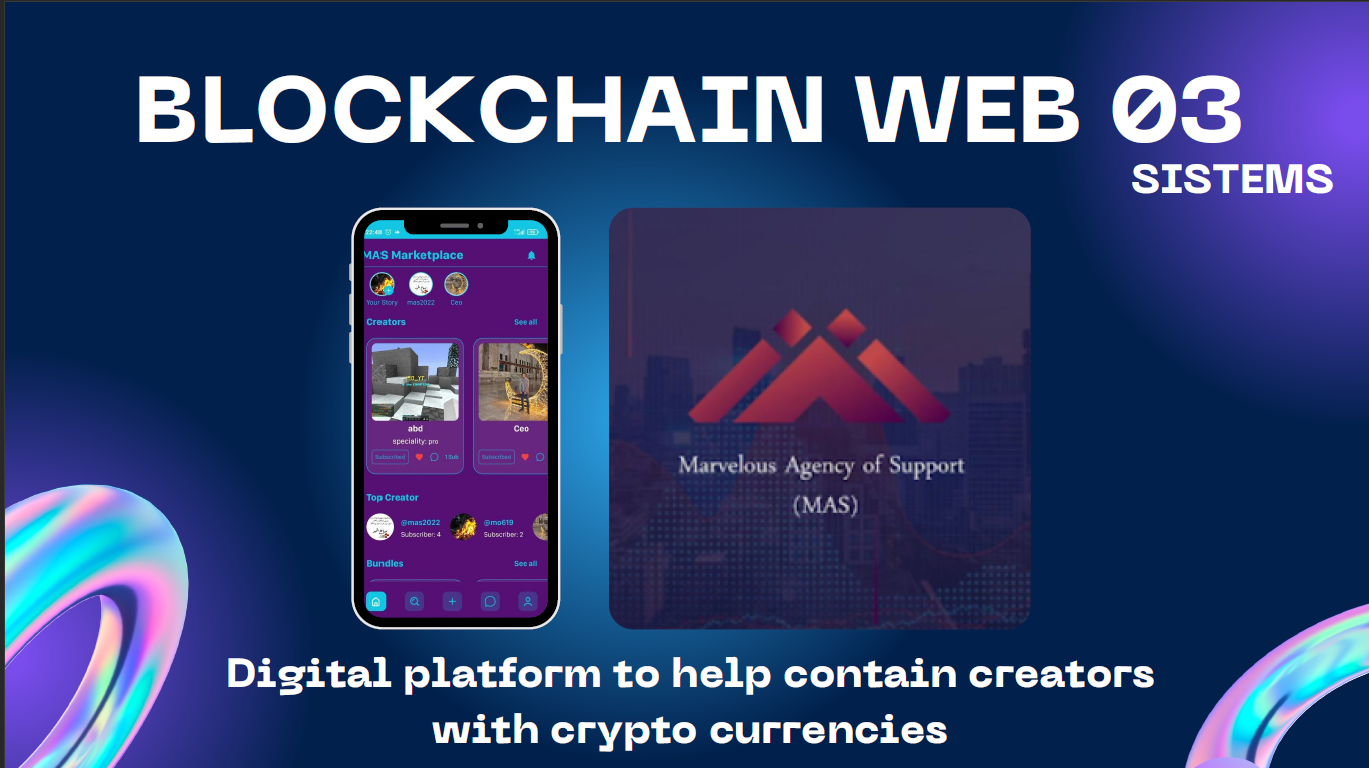 BLOCKCHAIN WEB 03
SISTEMS
22:48
MAS Marketplace
Your Story mas2022 Ceo
Creators See all
abd Ceo
speciality: pro
Subscribed 1 Sub Subscribed
Top Creator
@mas2022 @mo619
Subscriber: 4 Subscriber: 2
Bundles See all
Marvelous Agency of Support
(MAS)
Digital platform to help contain creators
with crypto currencies